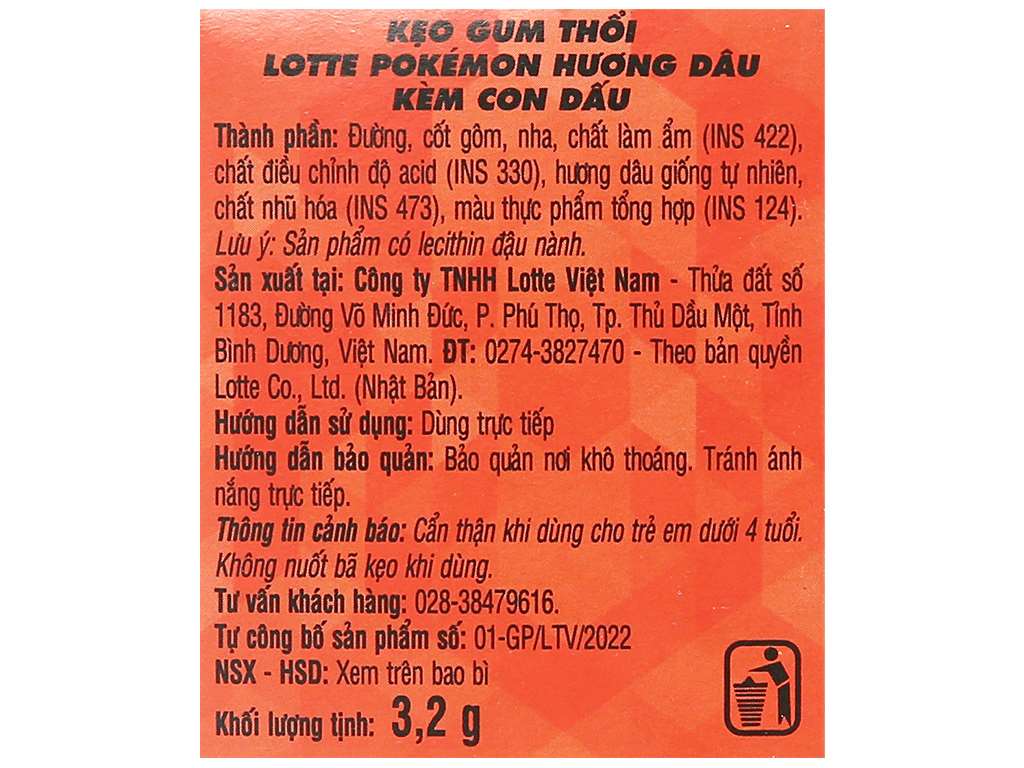 KẸO GUM THỔI
LOTTE POKÉMON HƯƠNG DÂU
KÈM CON DẤU
Thành phần: Đường, cốt gôm, nha, chất làm ẩm (INS 422),
chất điều chỉnh độ acid (INS 330), hương dâu giống tự nhiên,
chất nhũ hóa (INS 473), màu thực phẩm tổng hợp (INS 124).
Lưu ý: Sản phẩm có lecithin đậu nành.
Sản xuất tại: Công ty TNHH Lotte Việt Nam - Thửa đất số
1183, Đường Võ Minh Đức, P. Phú Thọ, Tp. Thủ Dầu Một, Tỉnh
Bình Dương, Việt Nam. ĐT: 0274-3827470 - Theo bản quyền
Lotte Co., Ltd. (Nhật Bản).
Hướng dẫn sử dụng: Dùng trực tiếp
Hướng dẫn bảo quản: Bảo quản nơi khô thoáng. Tránh ánh
nắng trực tiếp.
Thông tin cảnh báo: Cẩn thận khi dùng cho trẻ em dưới 4 tuổi.
Không nuốt bã kẹo khi dùng.
Tư vấn khách hàng: 028-38479616.
Tự công bố sản phẩm số: 01-GP/LTV/2022
NSX - HSD: Xem trên bao bì
Khối lượng tịnh: 3,2 g